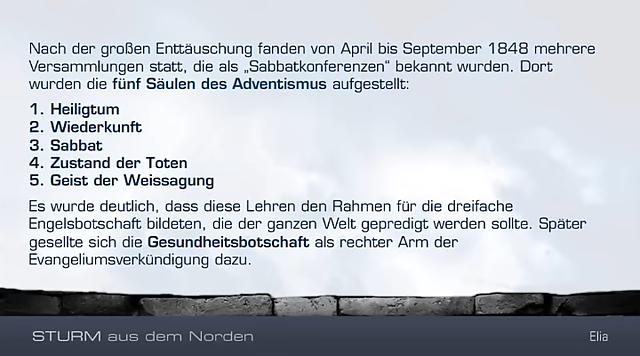 Nach der großen Enttäuschung fanden von April bis September 1848 mehrere
Versammlungen statt, die als „Sabbatkonferenzen“ bekannt wurden. Dort
wurden die fünf Säulen des Adventismus aufgestellt:
1. Heiligtum
2. Wiederkunft
3. Sabbat
4. Zustand der Toten
5. Geist der Weissagung
Es wurde deutlich, dass diese Lehren den Rahmen für die dreifache
Engelsbotschaft bildeten, die der ganzen Welt gepredigt werden sollte. Später
gesellte sich die Gesundheitsbotschaft als rechter Arm der
Evangeliumsverkündigung dazu.
STURM aus dem Norden
Elia